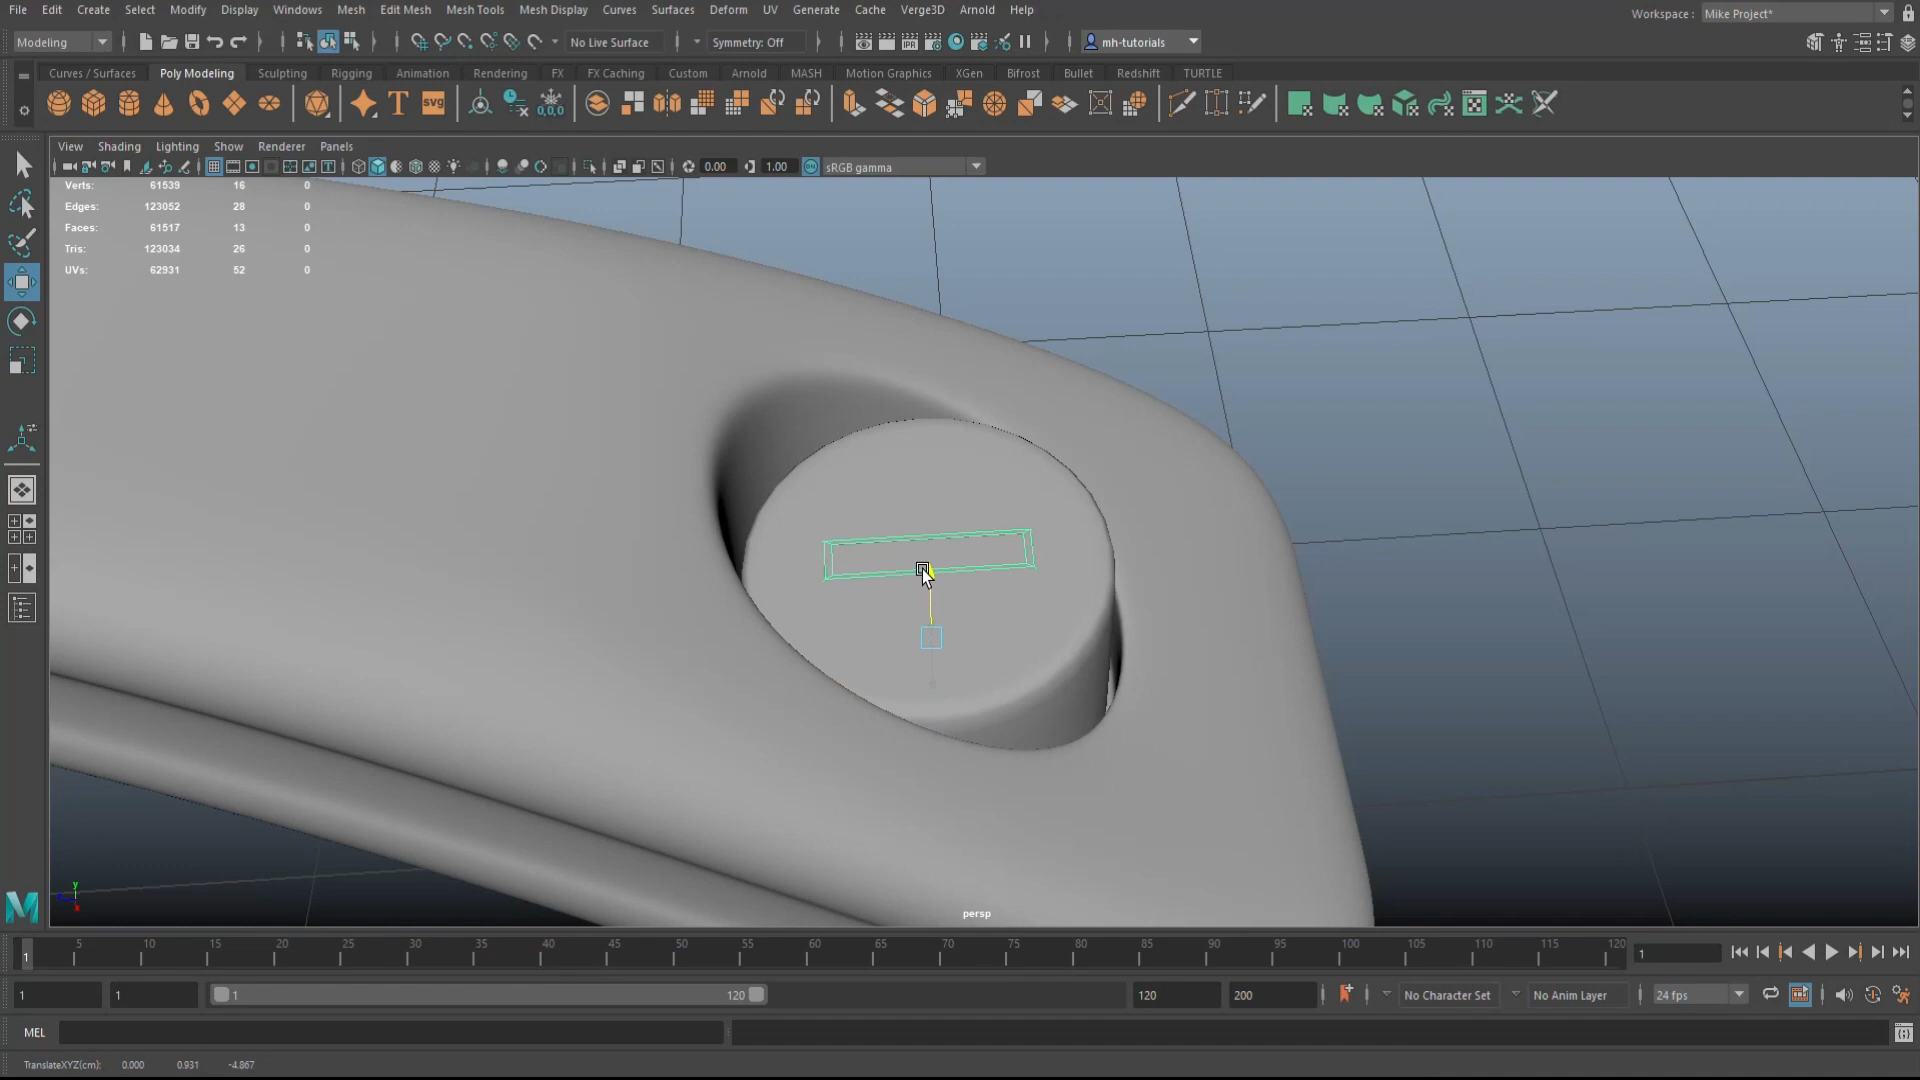 File Edit Create Select Modify Display Windows Mesh Edit Mesh Mesh Tools Mesh Display Curves Surfaces Deform UV Generate Cache Verge3D Arnold Help
Workspace : Mike Project*
Modeling No Live Surface Symmetry: Off mh-tutorials
IPR
Curves / Surfaces Poly Modeling Sculpting Rigging Animation Rendering FX FX Caching Custom Arnold MASH Motion Graphics XGen Bifrost Bullet Redshift TURTLE
T SVG 0,0,0
View Shading Lighting Show Renderer Panels
0.00 1.00 sRGB gamma
Verts: 61539 16 0
Edges: 123052 28 0
Faces: 61517 13 0
Tris: 123034 26 0
UVs: 62931 52 0
y
x
persp
5 10 15 20 25 30 35 40 45 50 55 60 65 70 75 80 85 90 95 100 105 110 115 120
1 1
1 1 1 120 120 200 No Character Set No Anim Layer 24 fps
MEL
TranslateXYZ(cm): 0.000 0.931 -4.867